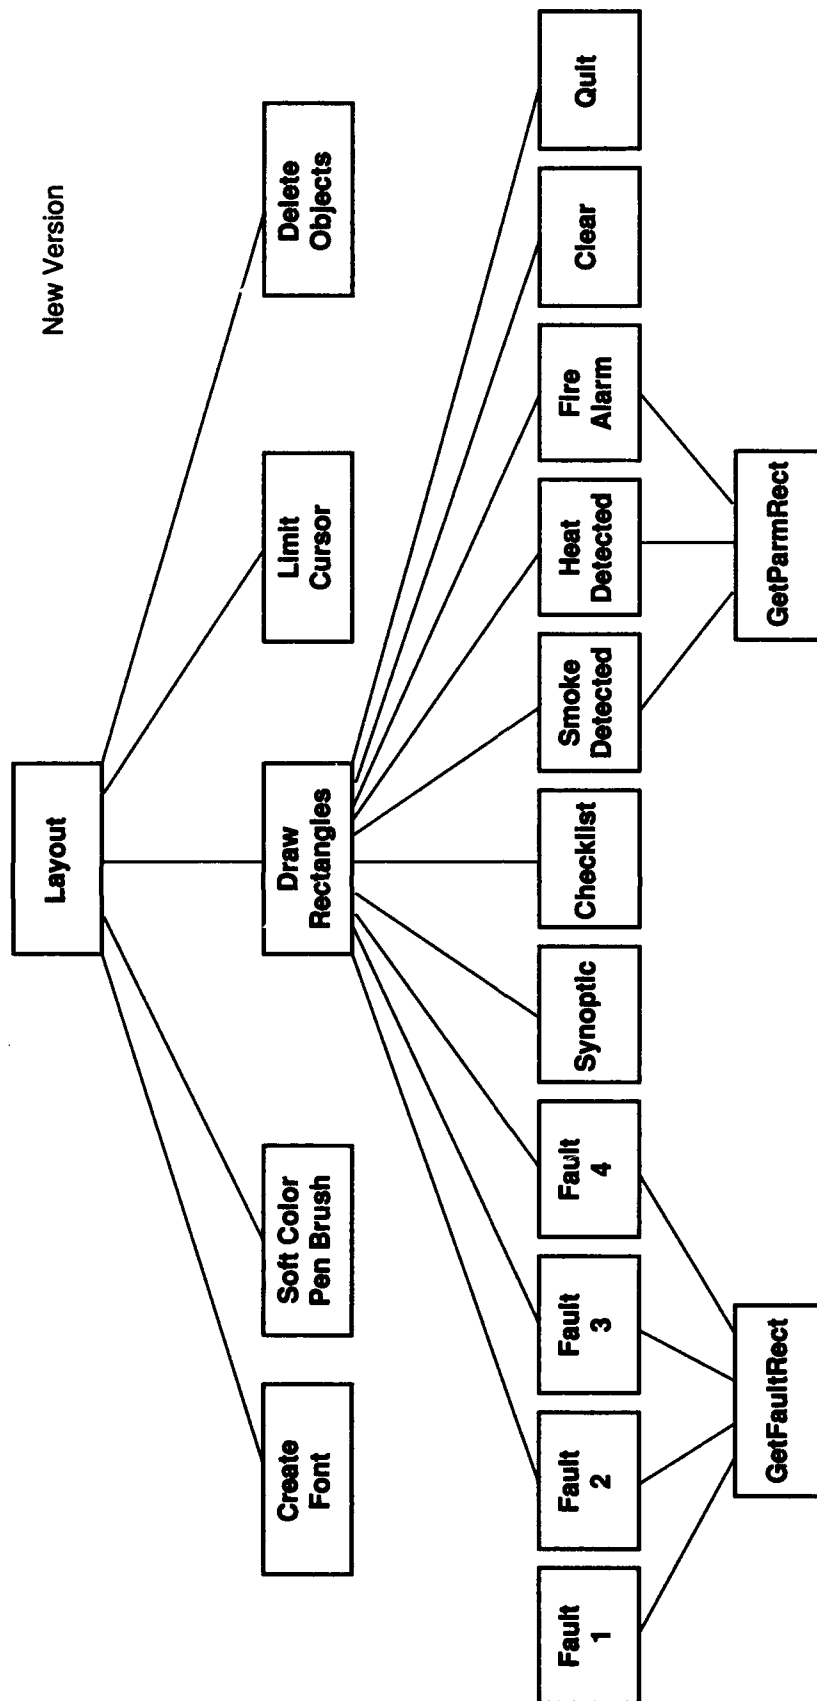 New Version
Layout
Create
Font
Soft Color
Pen Brush
Draw
Rectangles
Limit
Cursor
Delete
Objects
Fault
1
Fault
2
Fault
3
Fault
4
Synoptic
Checklist
Smoke
Detected
Heat
Detected
Fire
Alarm
Clear
Quit
GetFaultRect
GetParmRect